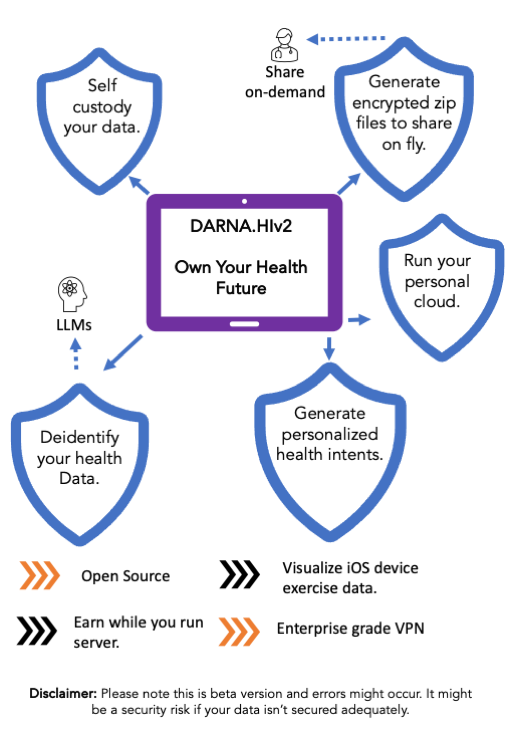 Self
custody
your data.
Share
on-demand
Generate
encrypted zip
files to share
on fly.
DARNA.HIv2
Own Your Health
Future
Run your
personal
cloud.
LLMs
Deidentify
your health
Data.
Generate
personalized
health intents.
Open Source
Visualize iOS device
exercise data.
Earn while you run
server.
Enterprise grade VPN
Disclaimer: Please note this is beta version and errors might occur. It might
be a security risk if your data isn't secured adequately.